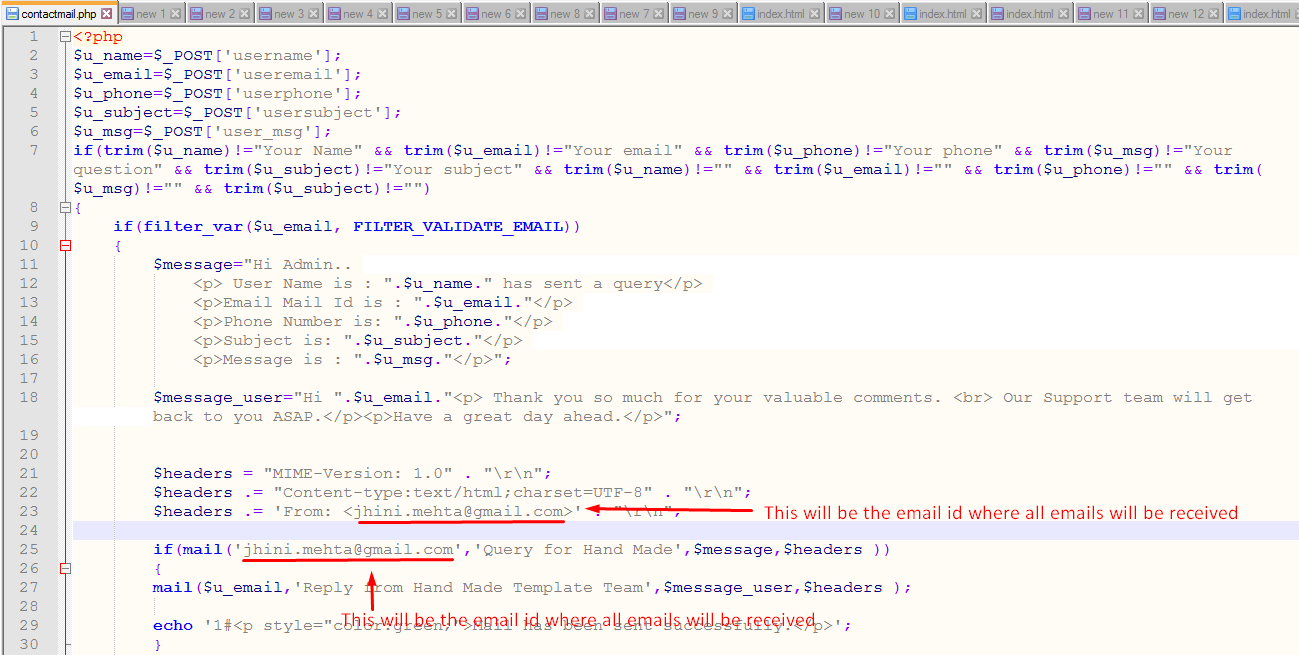 contactmail.php new 1 new 2 new 3 new 4 new 5 new 6 new 8 new 7 new 9 index.html new 10 index.html index.html new 11 new 12 index.html
1 <?php
2 $u_name=$_POST['username'];
3 $u_email=$_POST['useremail'];
4 $u_phone=$_POST['userphone'];
5 $u_subject=$_POST['usersubject'];
6 $u_msg=$_POST['user_msg'];
7 if(trim($u_name)!="Your Name" && trim($u_email)!="Your email" && trim($u_phone)!="Your phone" && trim($u_msg)!="Your
question" && trim($u_subject)!="Your subject" && trim($u_name)!="" && trim($u_email)!="" && trim($u_phone)!="" && trim(
$u_msg)!="" && trim($u_subject)!="")
8 {
9 if(filter_var($u_email, FILTER_VALIDATE_EMAIL))
10 {
11 $message="Hi Admin..
12 <p> User Name is : ".$u_name." has sent a query</p>
13 <p>Email Mail Id is : ".$u_email."</p>
14 <p>Phone Number is: ".$u_phone."</p>
15 <p>Subject is: ".$u_subject."</p>
16 <p>Message is : ".$u_msg."</p>";
17
18 $message_user="Hi ".$u_email."<p> Thank you so much for your valuable comments. <br> Our Support team will get
back to you ASAP.</p><p>Have a great day ahead.</p>";
19
20
21 $headers = "MIME-Version: 1.0" . "\r\n";
22 $headers .= "Content-type:text/html;charset=UTF-8" . "\r\n";
23 $headers .= 'From: <jhini.mehta@gmail.com>' . "\r\n"; This will be the email id where all emails will be received
24
25 if(mail('jhini.mehta@gmail.com','Query for Hand Made',$message,$headers ))
26 {
27 mail($u_email,'Reply from Hand Made Template Team',$message_user,$headers );
28
This will be the email id where all emails will be received
29 echo '1#<p style="color:green;">Mail has been sent successfully.</p>';
30 }